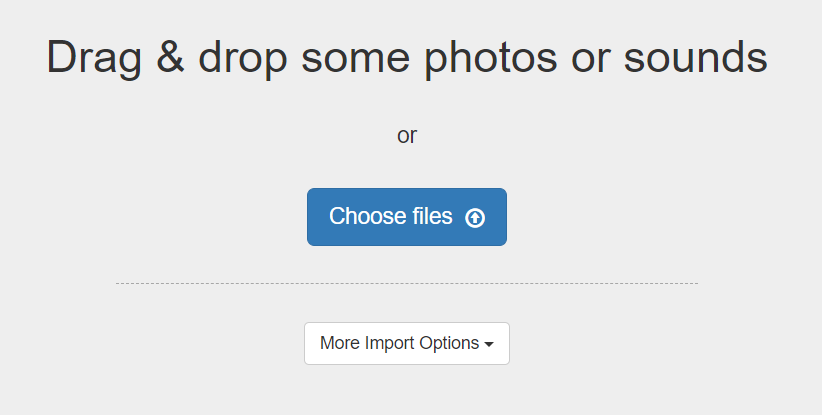 Drag & drop some photos or sounds
or
Choose files
More Import Options